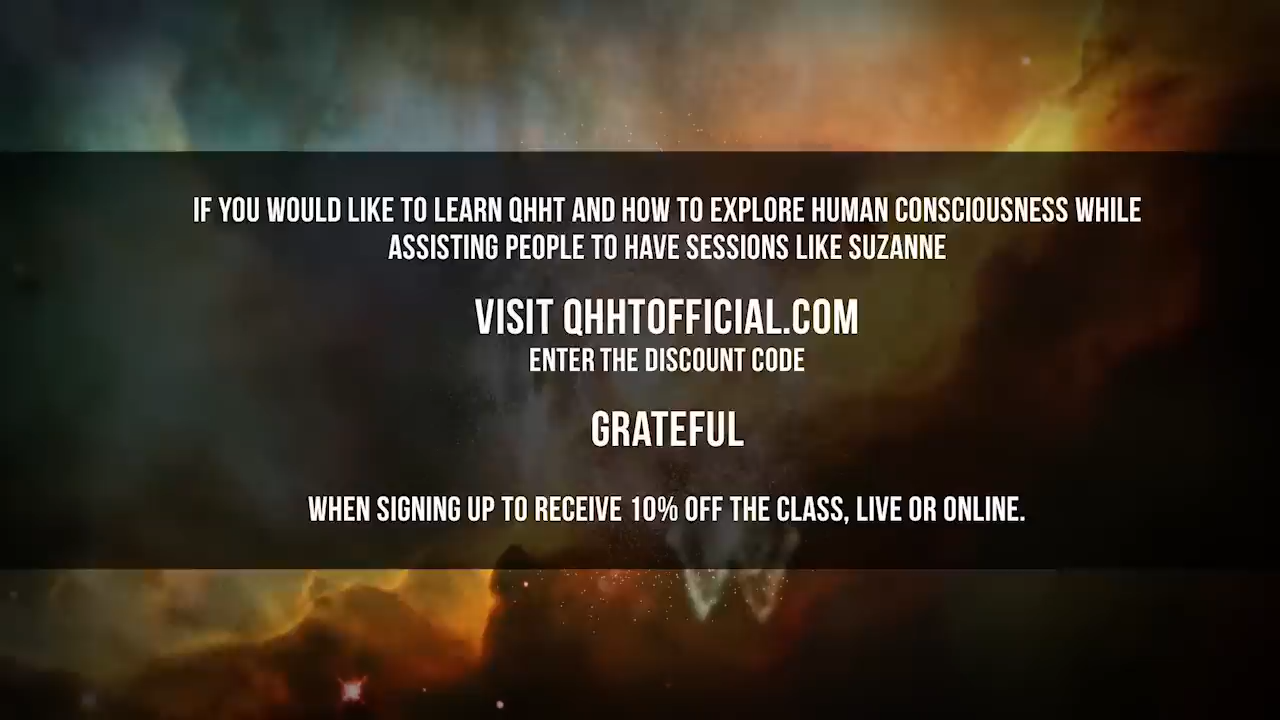 IF YOU WOULD LIKE TO LEARN QHHT AND HOW TO EXPLORE HUMAN CONSCIOUSNESS WHILE
ASSISTING PEOPLE TO HAVE SESSIONS LIKE SUZANNE
VISIT QHHTOFFICIAL.COM
ENTER THE DISCOUNT CODE
GRATEFUL
WHEN SIGNING UP TO RECEIVE 10% OFF THE CLASS, LIVE OR ONLINE.